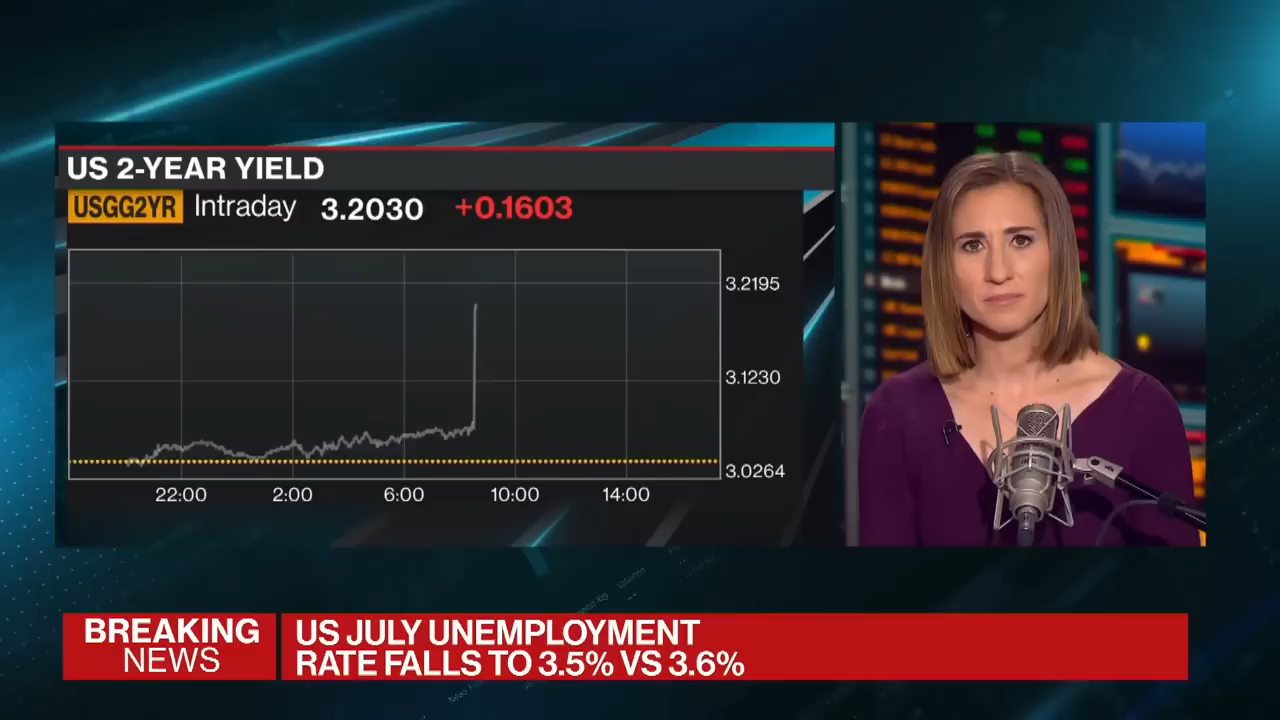 US 2-YEAR YIELD
USGG2YR Intraday 3.2030 +0.1603
3.2195
3.1230
3.0264
22:00 2:00 6:00 10:00 14:00
BREAKING
NEWS
US JULY UNEMPLOYMENT
RATE FALLS TO 3.5% VS 3.6%